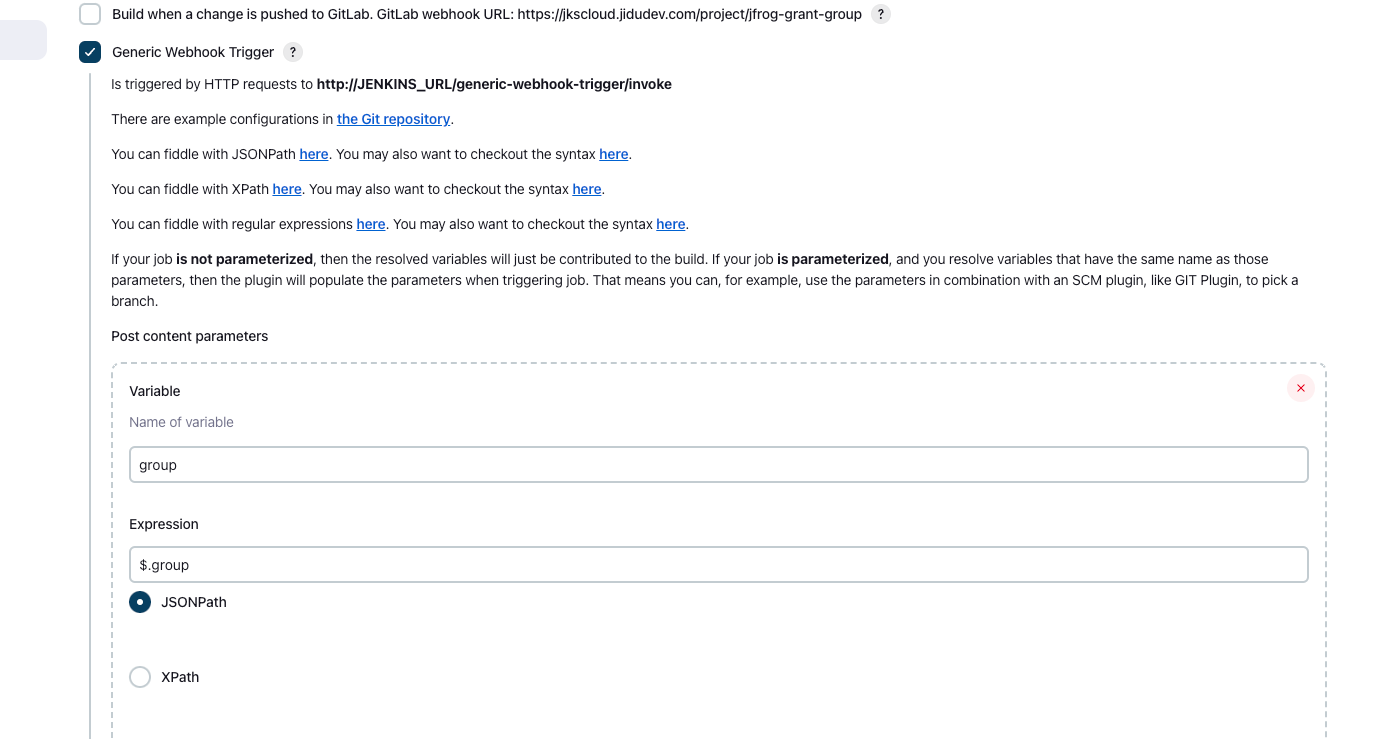 Build when a change is pushed to GitLab. GitLab webhook URL: https://jkscloud.jidudev.com/project/jfrog-grant-group ?
Generic Webhook Trigger ?
Is triggered by HTTP requests to http://JENKINS_URL/generic-webhook-trigger/invoke
There are example configurations in the Git repository.
You can fiddle with JSONPath here. You may also want to checkout the syntax here.
You can fiddle with XPath here. You may also want to checkout the syntax here.
You can fiddle with regular expressions here. You may also want to checkout the syntax here.
If your job is not parameterized, then the resolved variables will just be contributed to the build. If your job is parameterized, and you resolve variables that have the same name as those
parameters, then the plugin will populate the parameters when triggering job. That means you can, for example, use the parameters in combination with an SCM plugin, like GIT Plugin, to pick a
branch.
Post content parameters
Variable
Name of variable
group
Expression
$.group
JSONPath
XPath